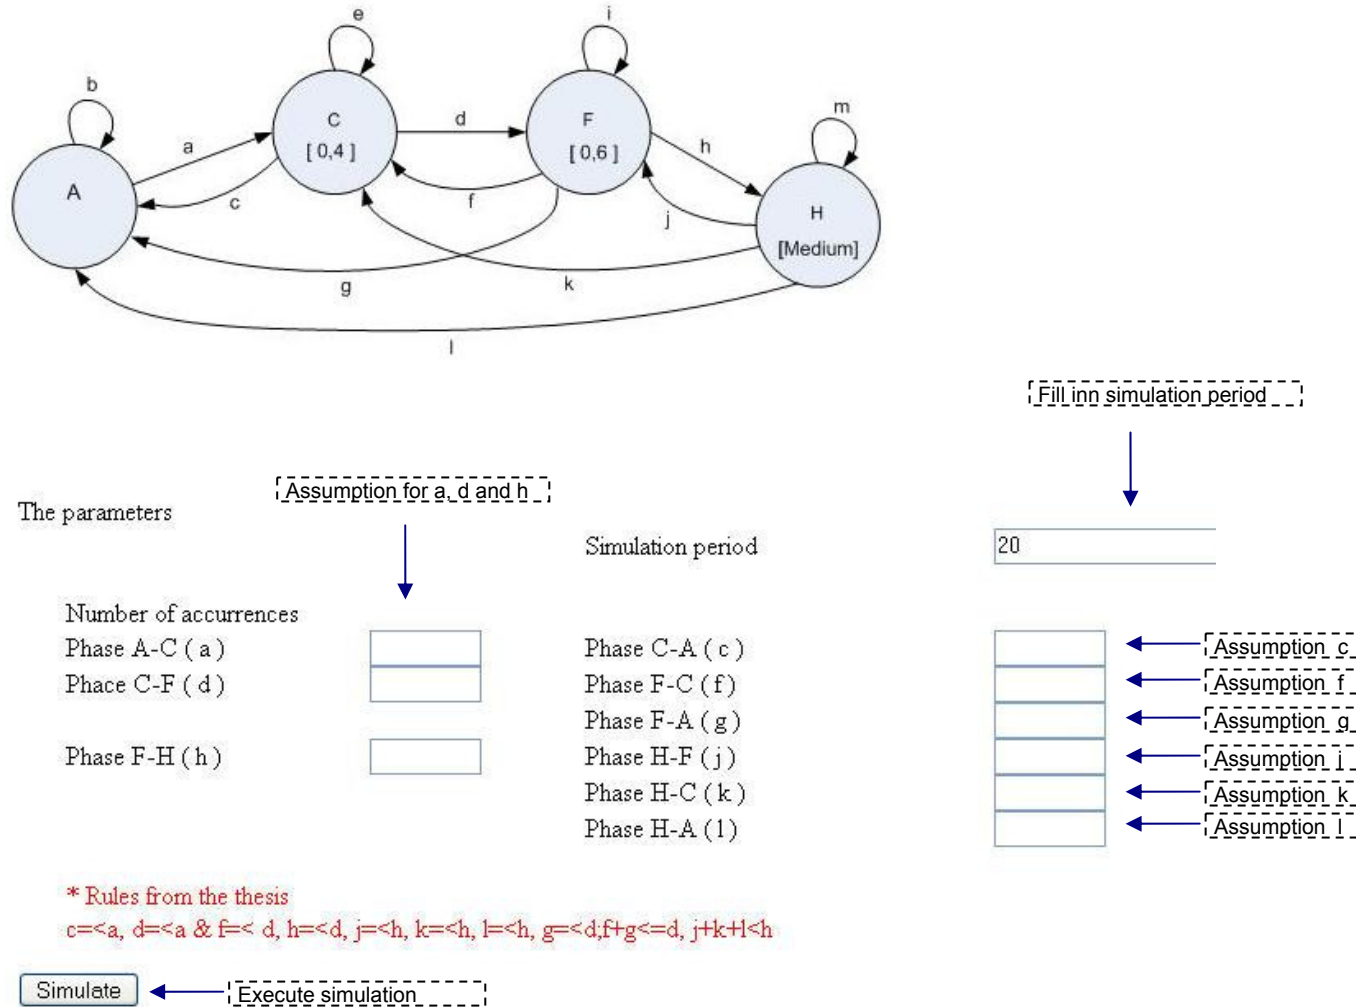 e
i
b
m
C
[ 0,4 ]
d
F
[ 0,6 ]
h
a
A
c
f
j
H
[Medium]
g
k
l
Fill inn simulation period
Assumption for a, d and h
The parameters
Simulation period
20
Number of accurrences
Phase A-C ( a )
Phace C-F ( d )
Phase F-H ( h )
Phase C-A ( c )
Phase F-C ( f )
Phase F-A ( g )
Phase H-F ( j )
Phase H-C ( k )
Phase H-A ( l )
Assumption c
Assumption f
Assumption g
Assumption j
Assumption k
Assumption l
* Rules from the thesis
c=<a, d=<a & f=< d, h=<d, j=<h, k=<h, l=<h, g=<d;f+g<=d, j+k+l<h
Simulate
Execute simulation